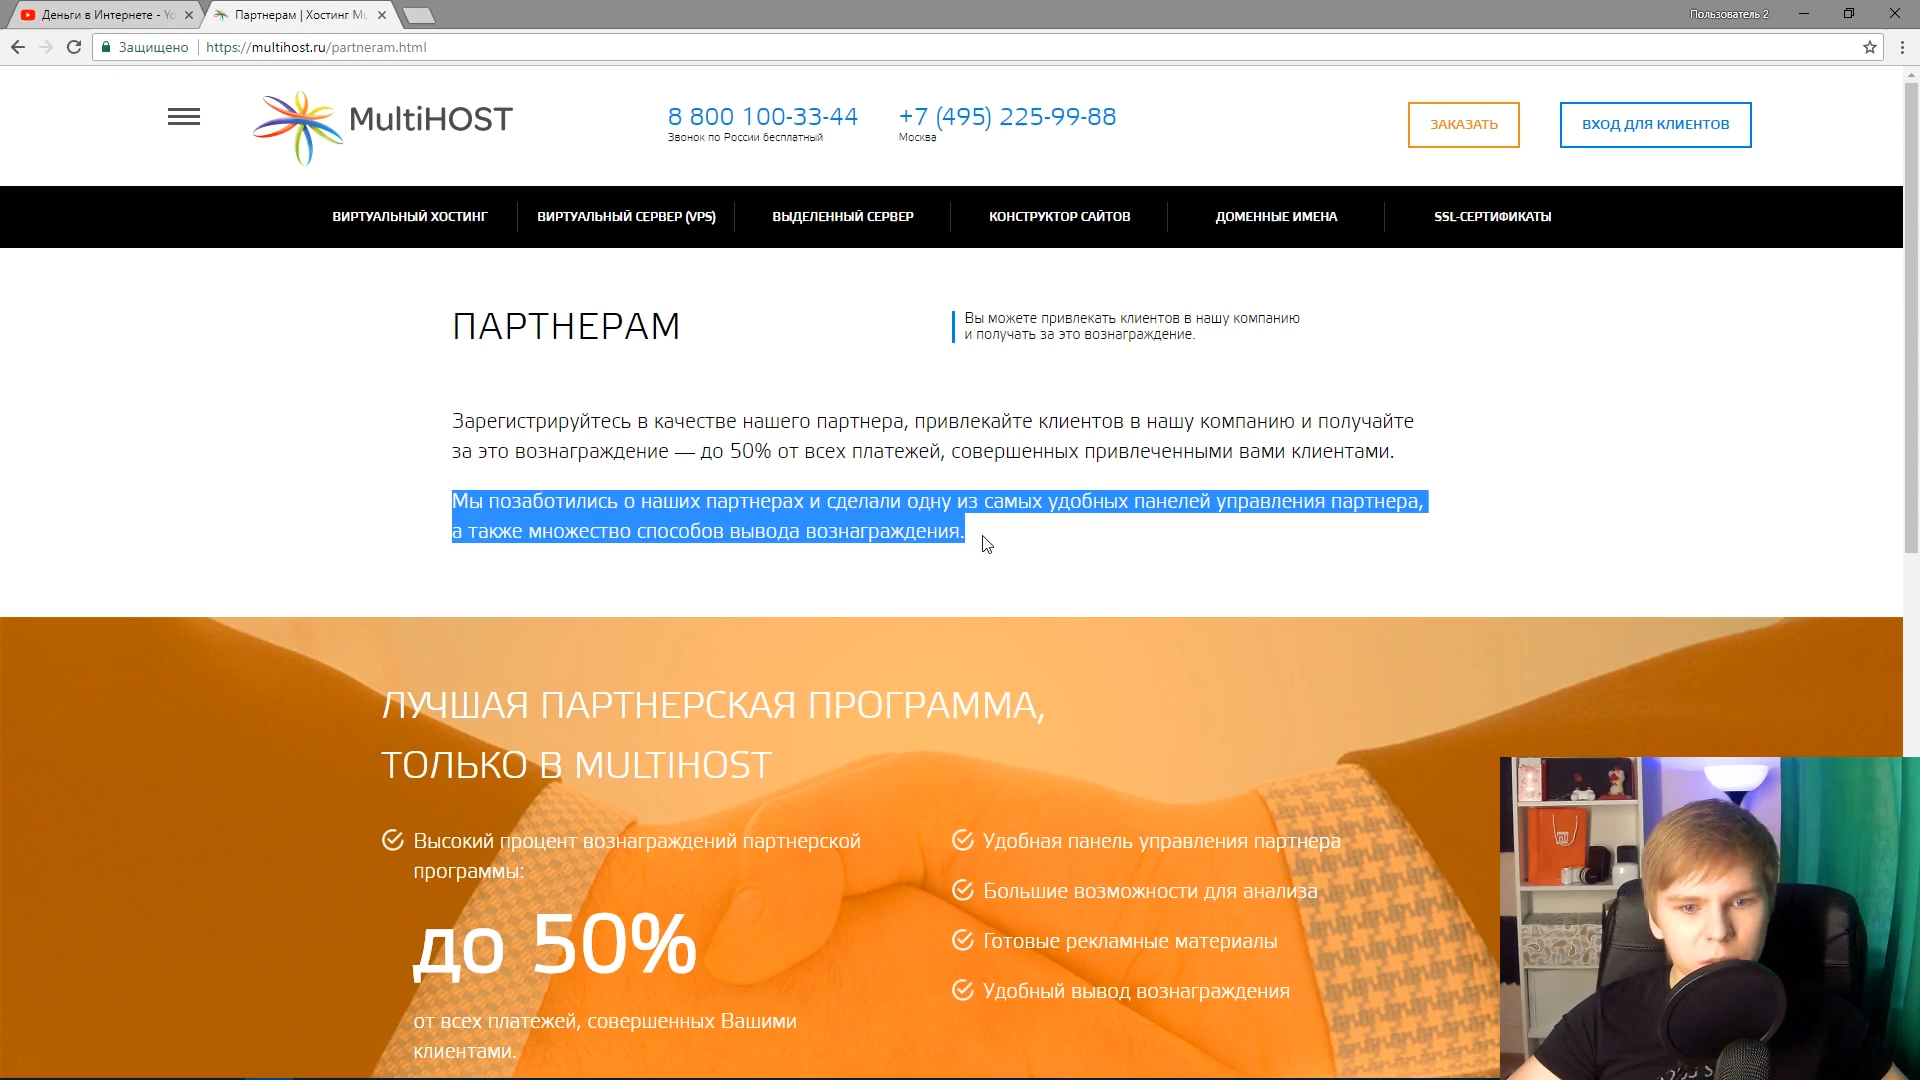 Деньги в Интернете - Yo
Партнерам | Хостинг Mu
Пользователь 2
Защищено
https://multihost.ru/partneram.html
MultiHOST
8 800 100-33-44
Звонок по России бесплатный
+7 (495) 225-99-88
Москва
ЗАКАЗАТЬ
ВХОД ДЛЯ КЛИЕНТОВ
ВИРТУАЛЬНЫЙ ХОСТИНГ
ВИРТУАЛЬНЫЙ СЕРВЕР (VPS)
ВЫДЕЛЕННЫЙ СЕРВЕР
КОНСТРУКТОР САЙТОВ
ДОМЕННЫЕ ИМЕНА
SSL-СЕРТИФИКАТЫ
ПАРТНЕРАМ
Вы можете привлекать клиентов в нашу компанию
и получать за это вознаграждение.
Зарегистрируйтесь в качестве нашего партнера, привлекайте клиентов в нашу компанию и получайте
за это вознаграждение — до 50% от всех платежей, совершенных привлеченными вами клиентами.
Мы позаботились о наших партнерах и сделали одну из самых удобных панелей управления партнера,
а также множество способов вывода вознаграждения.
ЛУЧШАЯ ПАРТНЕРСКАЯ ПРОГРАММА,
ТОЛЬКО В MULTIHOST
Высокий процент вознаграждений партнерской
программы:
до 50%
от всех платежей, совершенных Вашими
клиентами.
Удобная панель управления партнера
Большие возможности для анализа
Готовые рекламные материалы
Удобный вывод вознаграждения